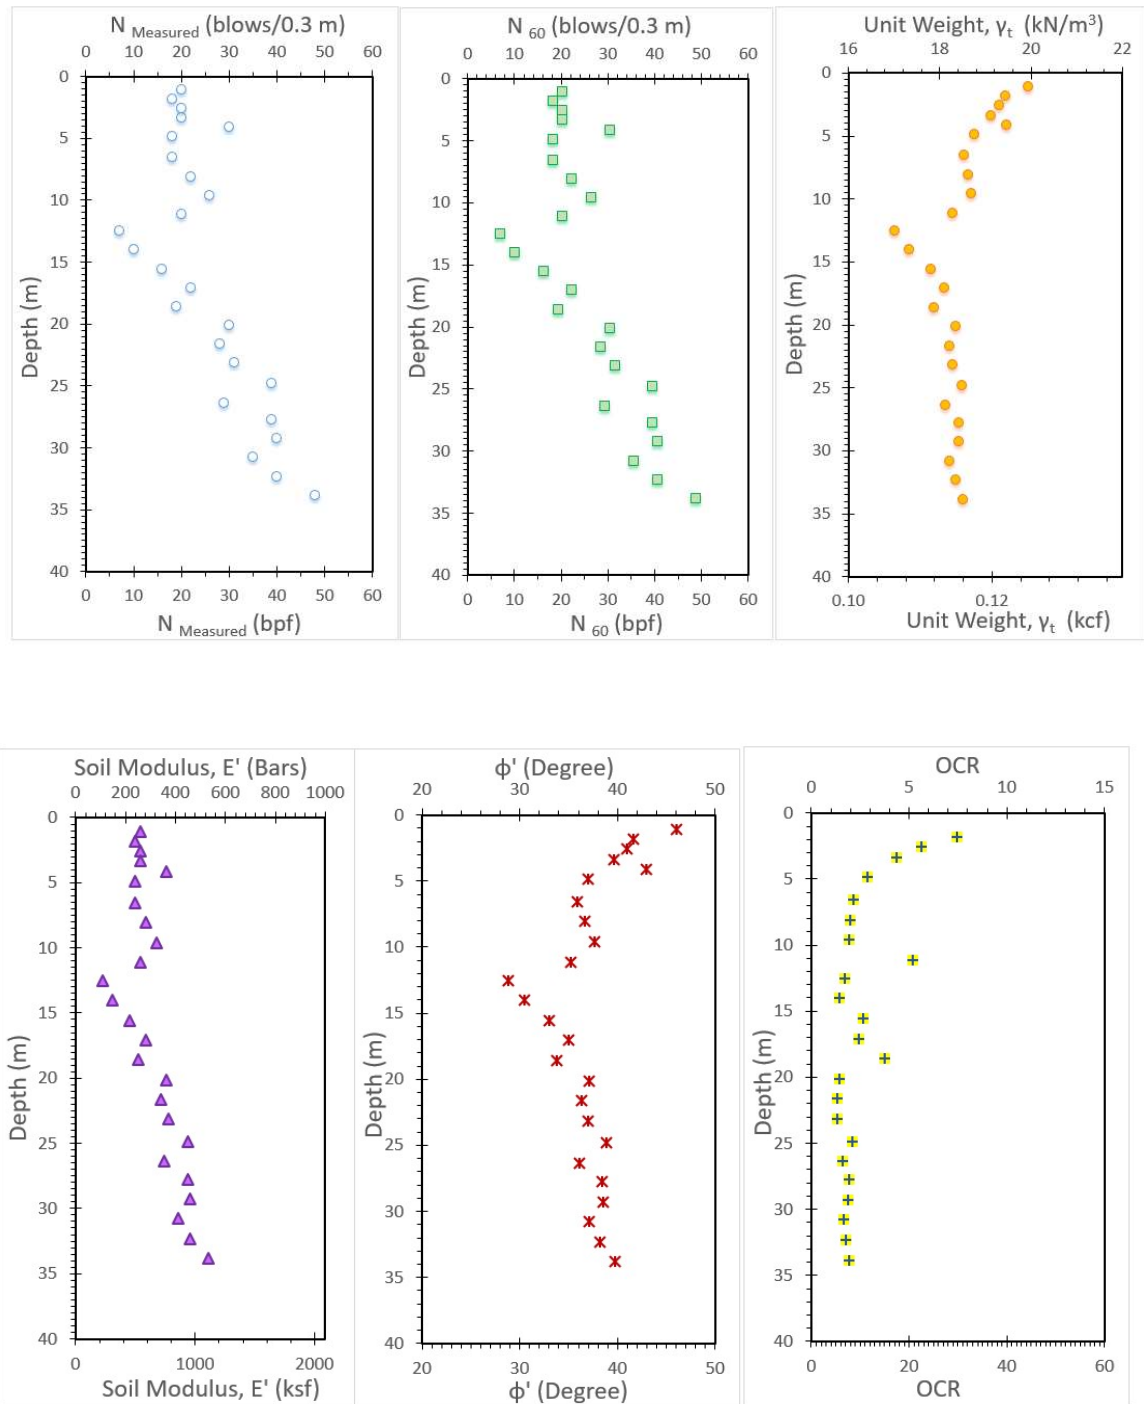 N Measured (blows/0.3 m)
0 10 20 30 40 50 60
0
5
10
15
20
25
30
35
40
Depth (m)
0 10 20 30 40 50 60
N Measured (bpf)
N 60 (blows/0.3 m)
0 10 20 30 40 50 60
0
5
10
15
20
25
30
35
40
Depth (m)
0 10 20 30 40 50 60
N 60 (bpf)
Unit Weight, γt (kN/m³)
16 18 20 22
0
5
10
15
20
25
30
35
40
Depth (m)
0.10 0.12
Unit Weight, γt (kcf)
Soil Modulus, E' (Bars)
0 200 400 600 800 1000
0
5
10
15
20
25
30
35
40
Depth (m)
0 1000 2000
Soil Modulus, E' (ksf)
ϕ' (Degree)
20 30 40 50
0
5
10
15
20
25
30
35
40
Depth (m)
20 30 40 50
ϕ' (Degree)
OCR
0 5 10 15
0
5
10
15
20
25
30
35
40
Depth (m)
0 20 40 60
OCR